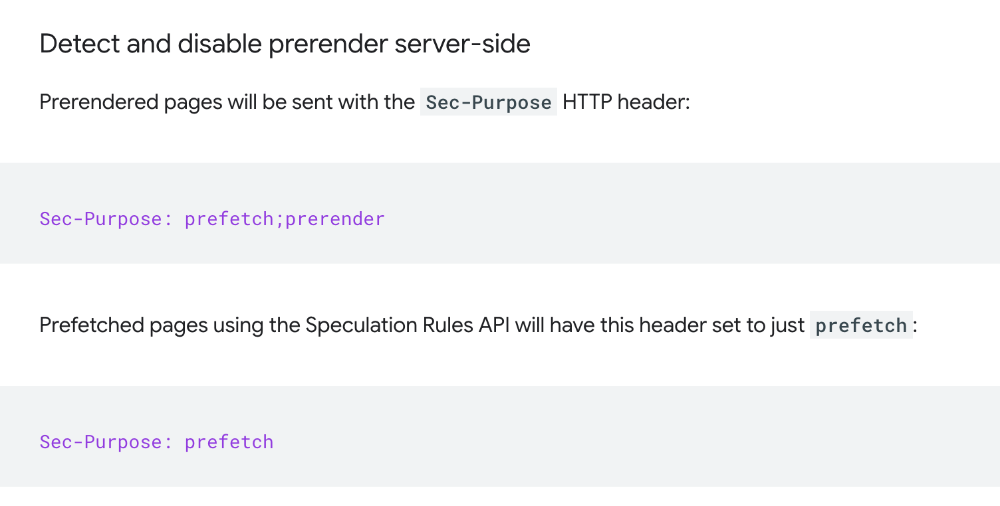 Detect and disable prerender server-side
Prerendered pages will be sent with the Sec-Purpose HTTP header:
Sec-Purpose: prefetch;prerender
Prefetched pages using the Speculation Rules API will have this header set to just prefetch:
Sec-Purpose: prefetch